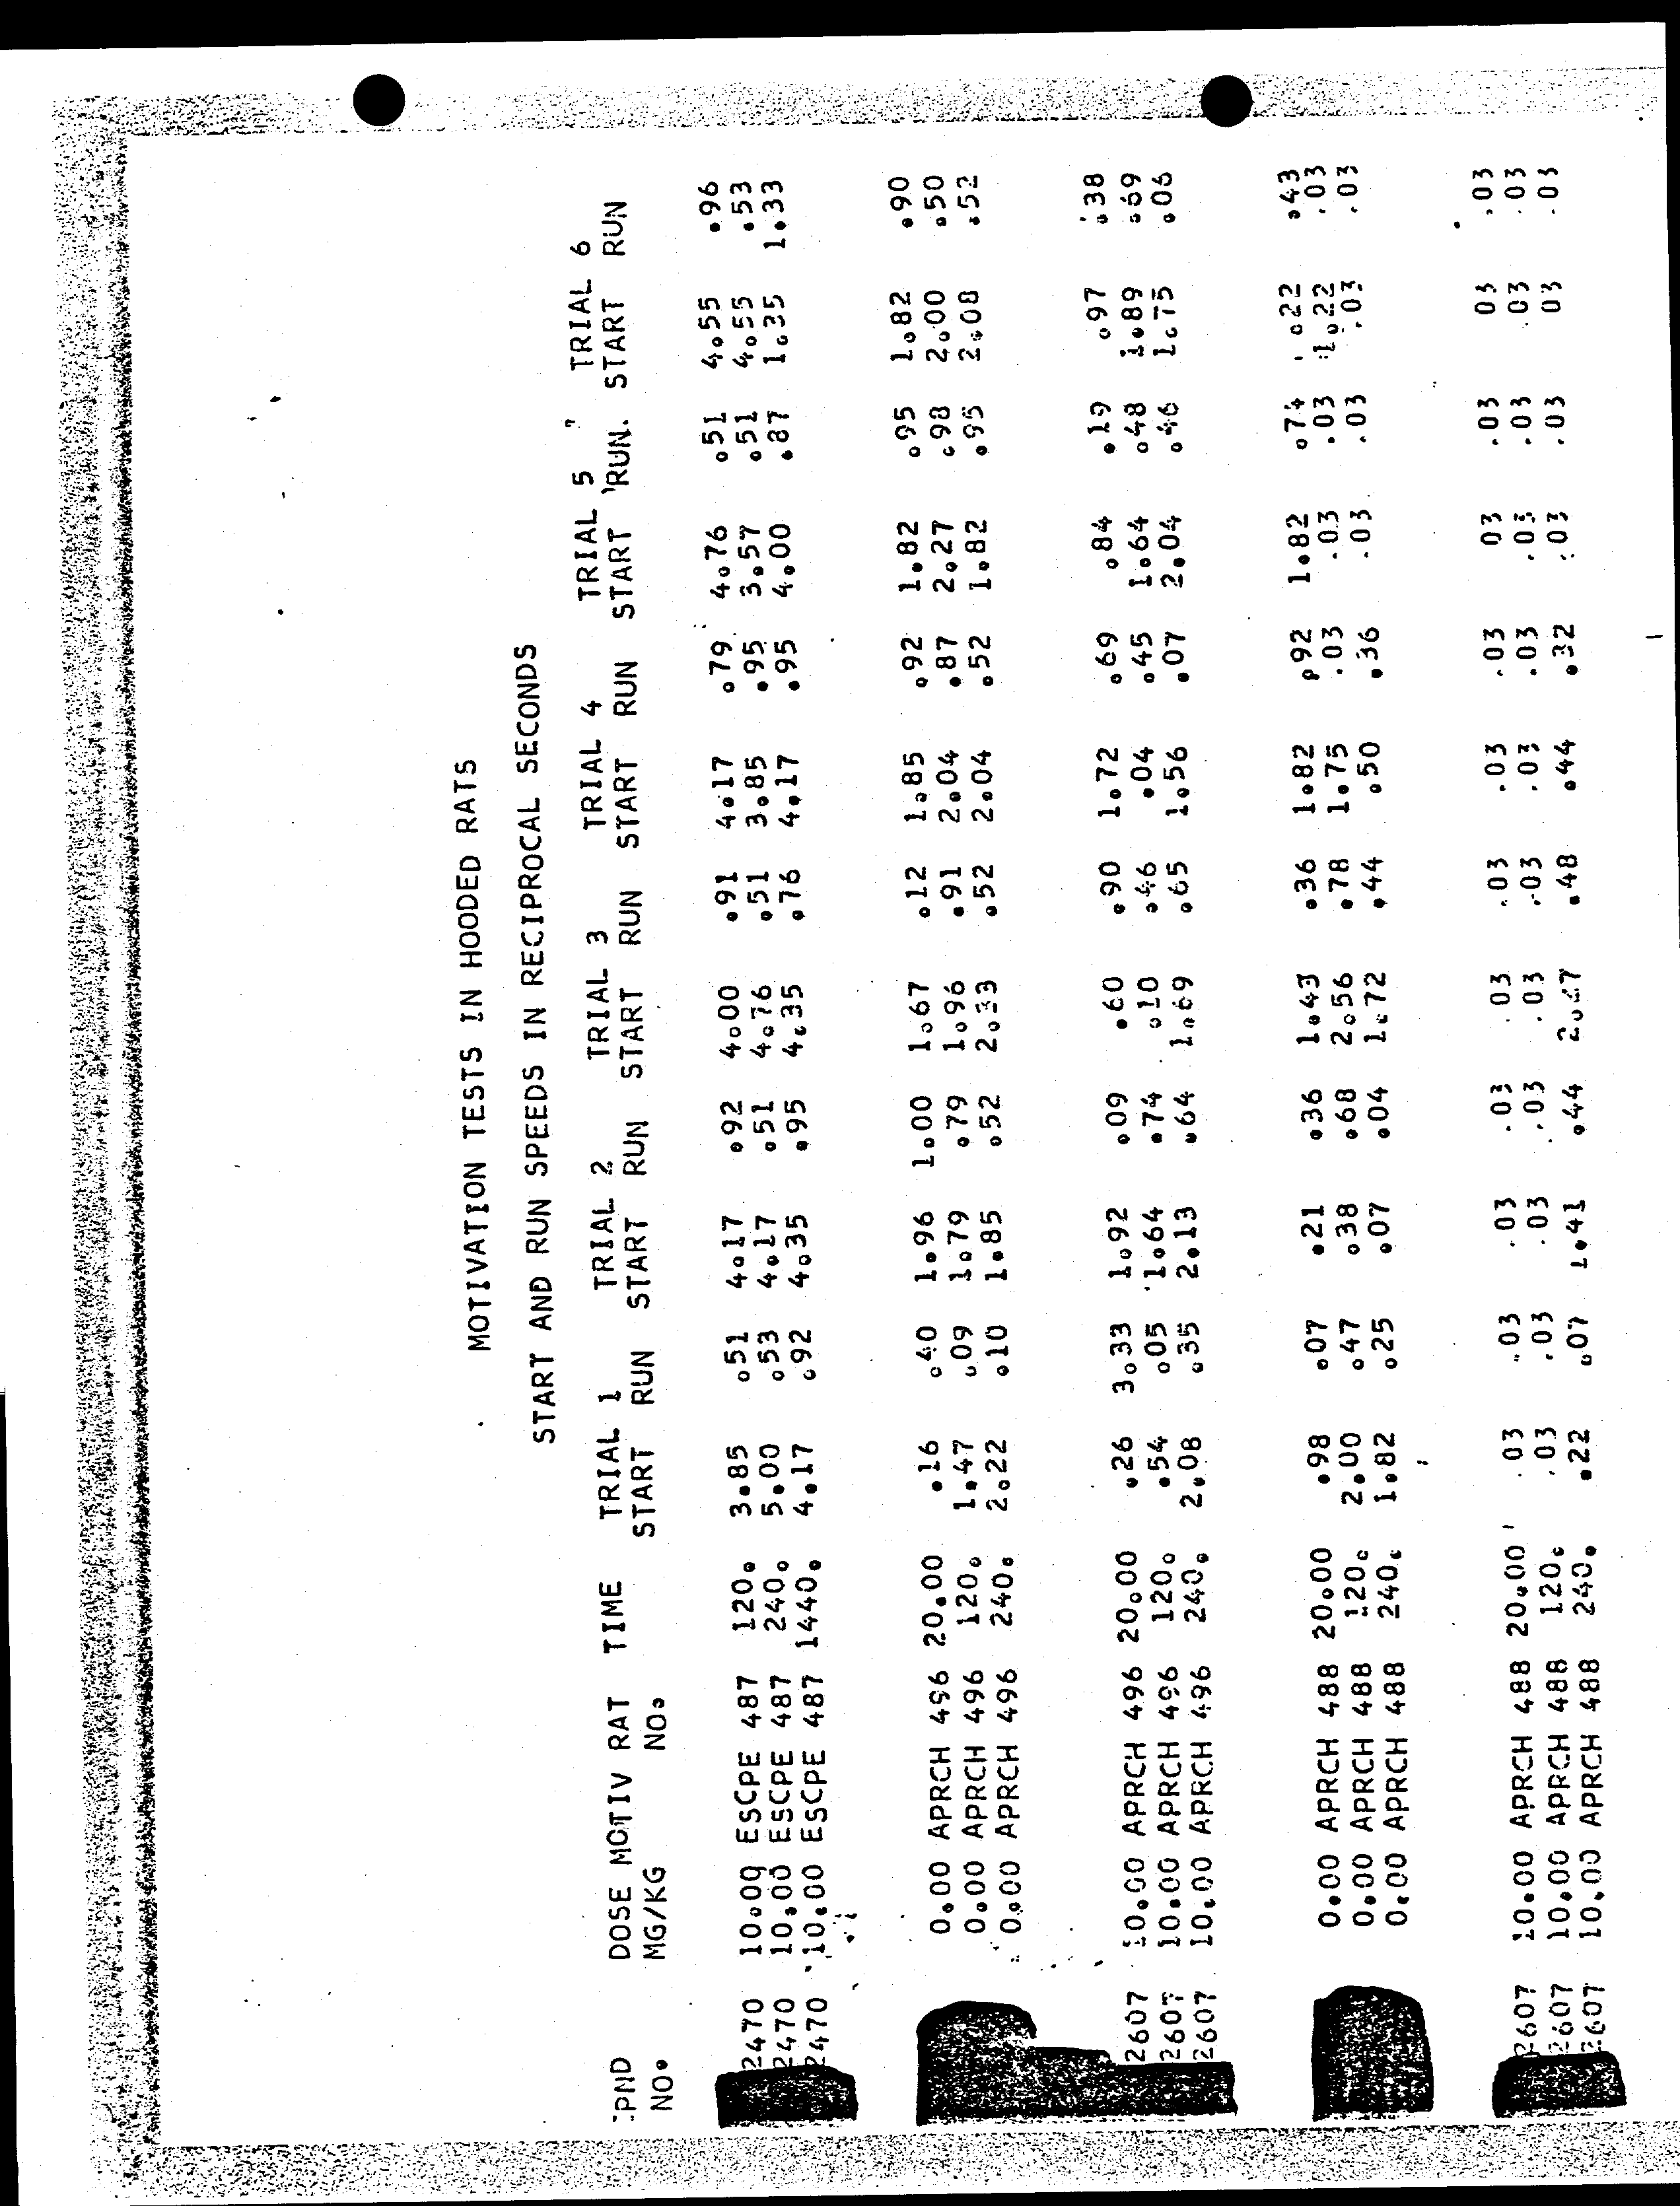 MOTIVATION TESTS IN HOODED RATS
START AND RUN SPEEDS IN RECIPROCAL SECONDS
TRIAL 1 TRIAL 2 TRIAL 3 TRIAL 4 TRIAL 5 TRIAL 6
PND DOSE MOTIV RAT TIME START RUN START RUN START RUN START RUN START RUN. START RUN
NO. MG/KG NO.
2470 10.00 ESCPE 487 120. 3.85 .51 4.17 .92 4.00 .91 4.17 .79 4.76 .51 4.55 .96
2470 10.00 ESCPE 487 240. 5.00 .53 4.17 .51 4.76 .51 3.85 .95 3.57 .51 4.55 .53
2470 10.00 ESCPE 487 1440. 4.17 .92 4.35 .95 4.35 .76 4.17 .95 4.00 .87 1.35 1.33
0.00 APRCH 496 20.00 .16 .40 1.96 1.00 1.67 .12 1.85 .92 1.82 .95 1.82 .90
0.00 APRCH 496 120. 1.47 .09 1.79 .79 1.96 .91 2.04 .87 2.27 .98 2.00 .50
0.00 APRCH 496 240. 2.22 .10 1.85 .52 2.33 .52 2.04 .52 1.82 .95 2.08 .52
2607 10.00 APRCH 496 20.00 .26 3.33 1.92 .09 .60 .90 1.72 .69 .84 .19 .97 .38
2607 10.00 APRCH 496 120. .54 .05 1.64 .74 .10 .46 .04 .45 1.64 .48 1.89 .69
2607 10.00 APRCH 496 240. 2.08 .35 2.13 .64 1.69 .65 1.56 .07 2.04 .46 1.75 .06
0.00 APRCH 488 20.00 .98 .07 .21 .36 1.43 .36 1.82 .92 1.82 .74 .22 .43
0.00 APRCH 488 120. 2.00 .47 .38 .68 2.56 .78 1.75 .03 .03 .03 1.22 .03
0.00 APRCH 488 240. 1.82 .25 .07 .04 1.72 .44 .50 .36 .03 .03 .03 .03
2607 10.00 APRCH 488 20.00 .03 .03 .03 .03 .03 .03 .03 .03 03 .03 03 .03
2607 10.00 APRCH 488 120. .03 .03 .03 .03 .03 .03 .03 .03 .03 .03 .03 .03
2607 10.00 APRCH 488 240. .22 .07 1.41 .44 2.27 .48 .44 .32 .03 .03 03 .03